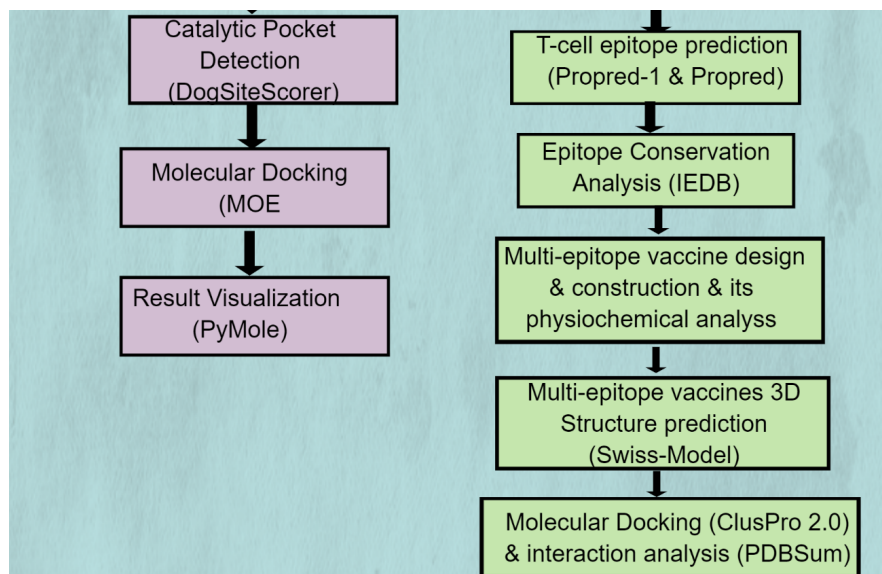 Catalytic Pocket
Detection
(DogSiteScorer)
Molecular Docking
(MOE
Result Visualization
(PyMole)
T-cell epitope prediction
(Propred-1 & Propred)
Epitope Conservation
Analysis (IEDB)
Multi-epitope vaccine design
& construction & its
physiochemical analyss
Multi-epitope vaccines 3D
Structure prediction
(Swiss-Model)
Molecular Docking (ClusPro 2.0)
& interaction analysis (PDBSum)